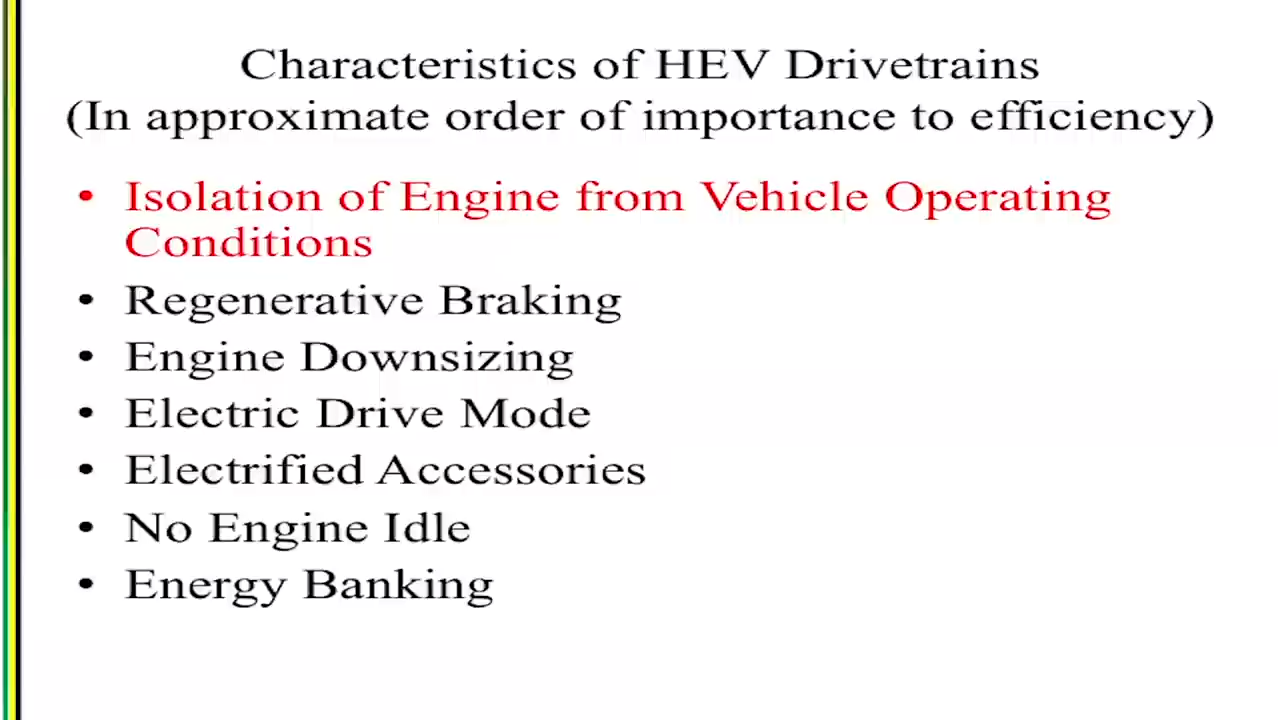 Characteristics of HEV Drivetrains
(In approximate order of importance to efficiency)
• Isolation of Engine from Vehicle Operating
Conditions
• Regenerative Braking
• Engine Downsizing
• Electric Drive Mode
• Electrified Accessories
• No Engine Idle
• Energy Banking